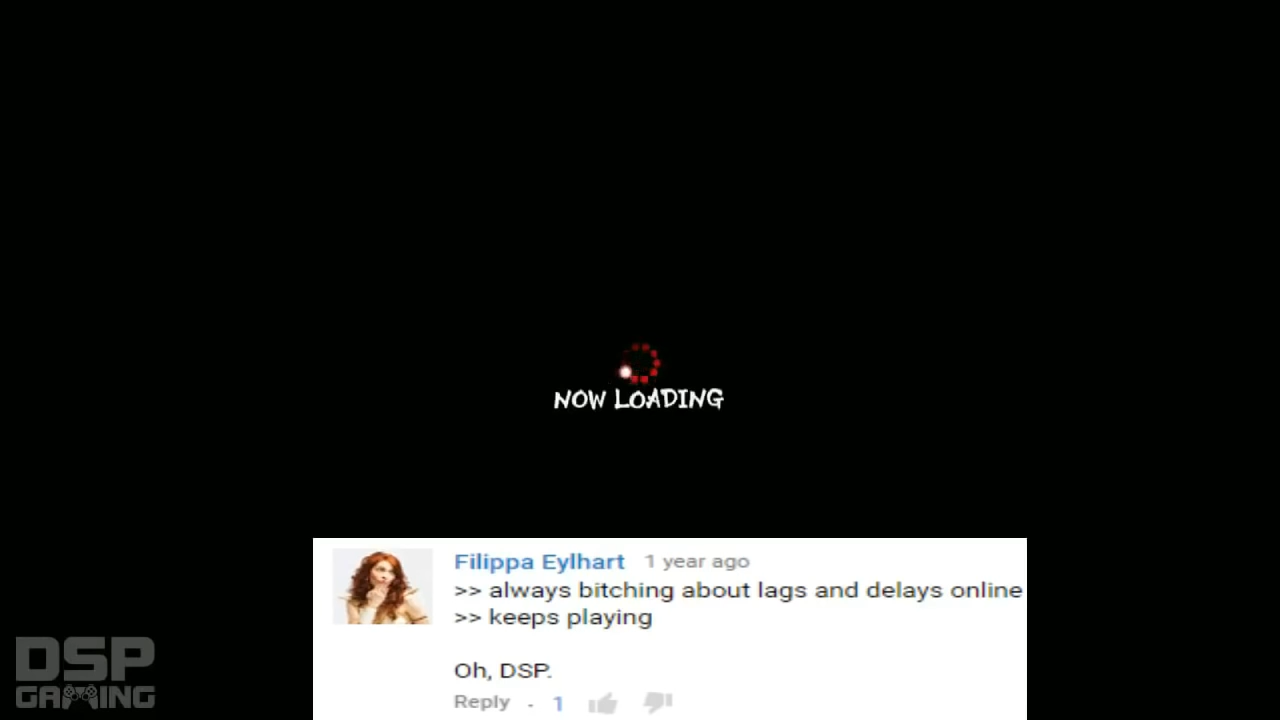 NOW LOADING
Filippa Eylhart 1 year ago
>> always bitching about lags and delays online
>> keeps playing
Oh, DSP.
Reply · 1
DSP
GAMING